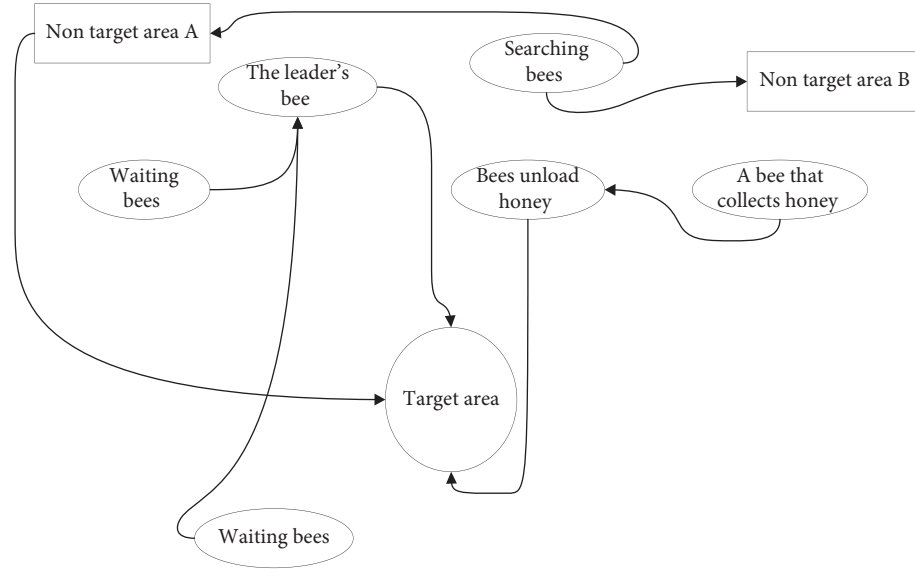 Non target area A
Searching
bees
The leader's
bee
Non target area B
Waiting
bees
Bees unload
honey
A bee that
collects honey
Target area
Waiting bees